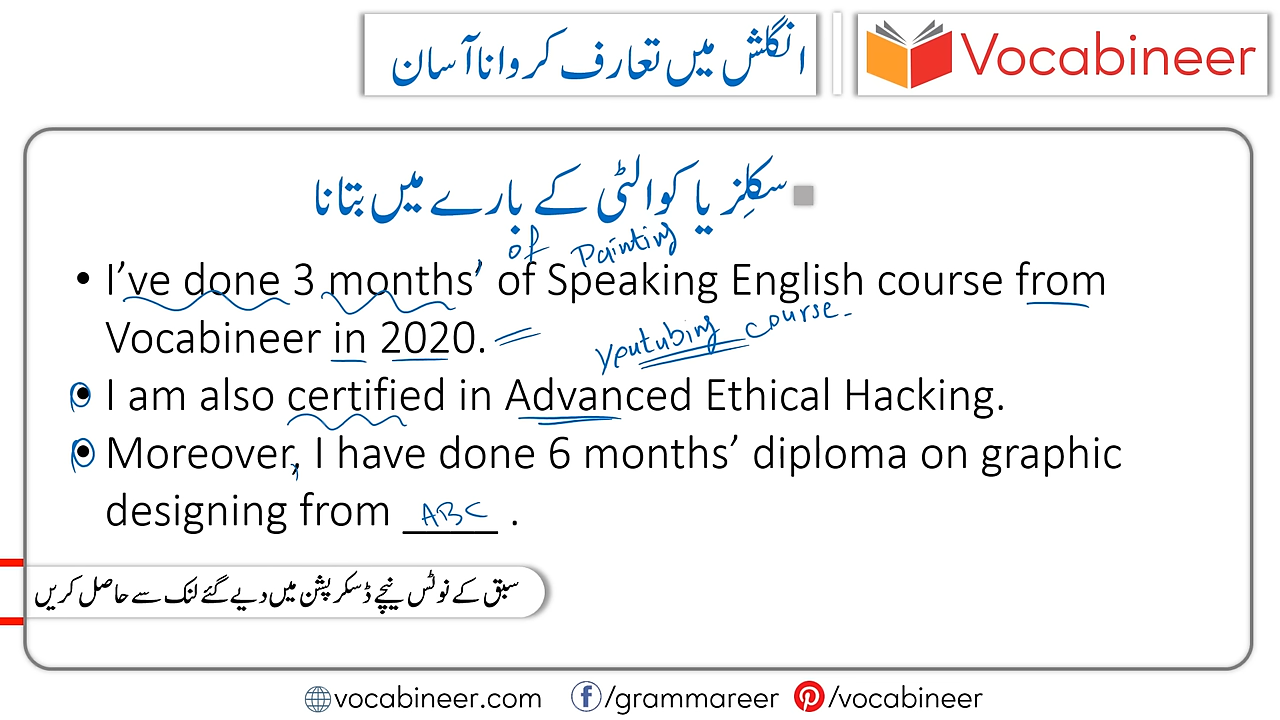 انگلش میں تعارف کروانا آسان
Vocabineer
سکلِز یا کوالٹی کے بارے میں بتانا
of Painting
• I've done 3 months' of Speaking English course from
Vocabineer in 2020.
Youtubing course.
• I am also certified in Advanced Ethical Hacking.
• Moreover, I have done 6 months' diploma on graphic
designing from ABC .
سبق کے نوٹس نیچے ڈسکرپشن میں دیے گئے لنک سے حاصل کریں
vocabineer.com /grammareer /vocabineer